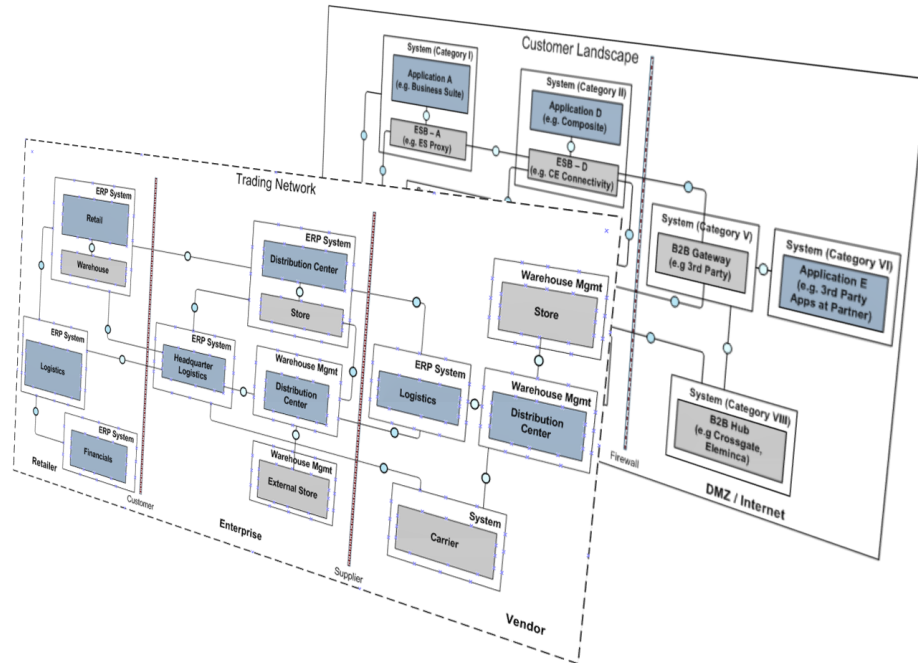 Customer Landscape
System (Category I)
Application A
(e.g. Business Suite)
ESB – A
(e.g. ES Proxy)
System (Category II)
Application D
(e.g. Composite)
ESB – D
(e.g. CE Connectivity)
System (Category V)
B2B Gateway
(e.g 3rd Party)
System (Category VI)
Application E
(e.g. 3rd Party
Apps at Partner)
System (Category VIII)
B2B Hub
(e.g Crossgate,
Eleminca)
Firewall
DMZ / Internet
Trading Network
ERP System
Retail
Warehouse
ERP System
Logistics
ERP System
Financials
Retailer
Customer
ERP System
Distribution Center
Store
ERP System
Headquarter
Logistics
Warehouse Mgmt
Distribution
Center
Warehouse Mgmt
External Store
Enterprise
Supplier
ERP System
Logistics
Warehouse Mgmt
Store
Warehouse Mgmt
Distribution
Center
System
Carrier
Vendor